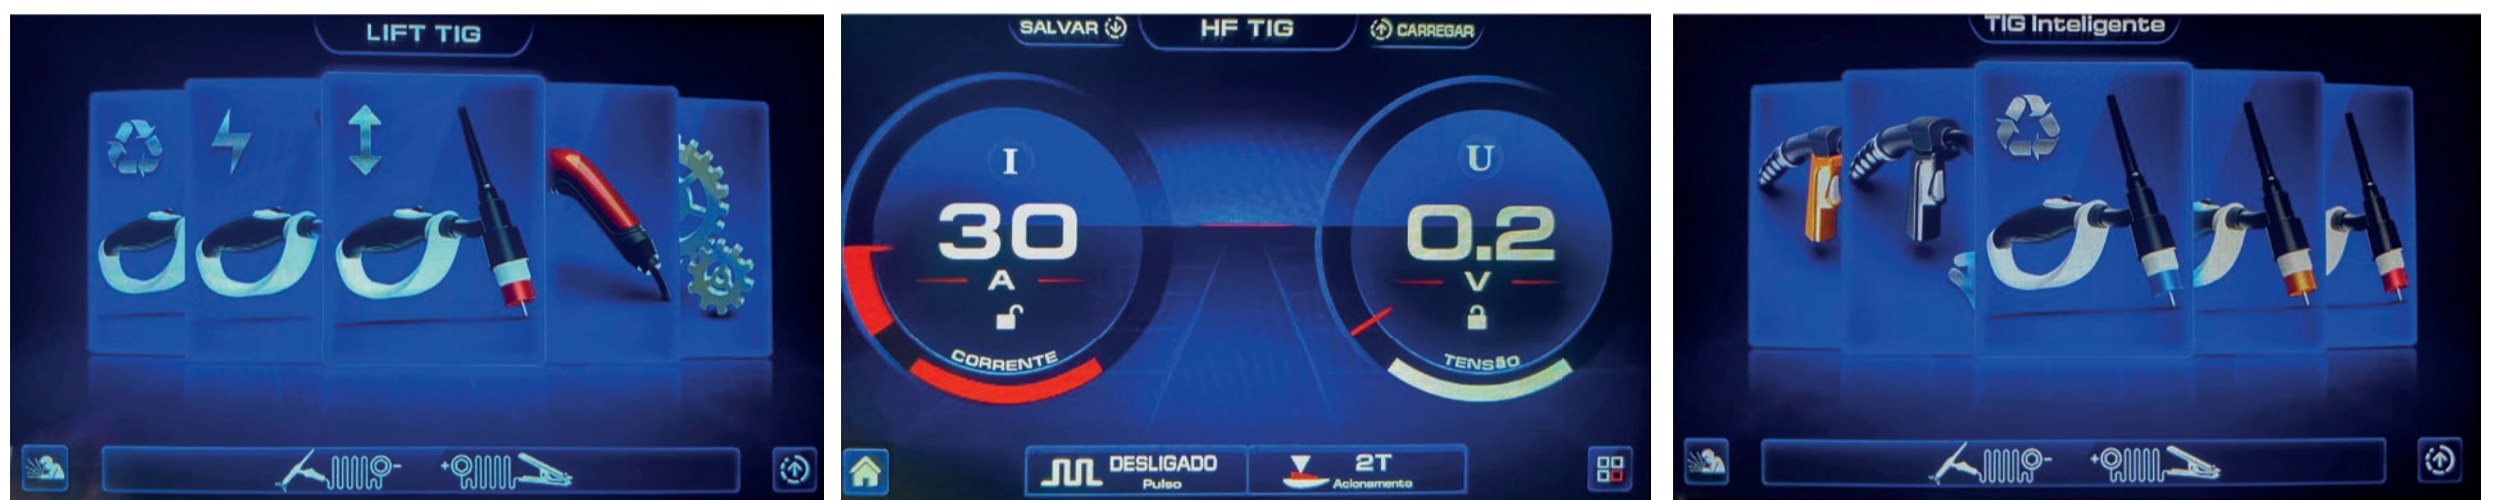 LIFT TIG
SALVAR
HF TIG
CARREGAR
I
30
A
CORRENTE
U
0.2
V
TENSÃO
DESLIGADO
Pulso
2T
Acionamento
TIG Inteligente